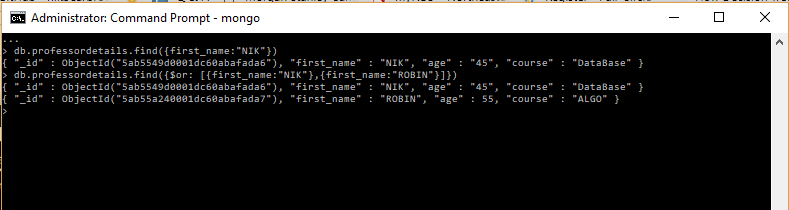 Administrator: Command Prompt - mongo
...
> db.professordetails.find({first_name:"NIK"})
{ "_id" : ObjectId("5ab5549d0001dc60abafada6"), "first_name" : "NIK", "age" : "45", "course" : "DataBase" }
> db.professordetails.find({$or: [{first_name:"NIK"},{first_name:"ROBIN"}]})
{ "_id" : ObjectId("5ab5549d0001dc60abafada6"), "first_name" : "NIK", "age" : "45", "course" : "DataBase" }
{ "_id" : ObjectId("5ab55a240001dc60abafada7"), "first_name" : "ROBIN", "age" : 55, "course" : "ALGO" }
>